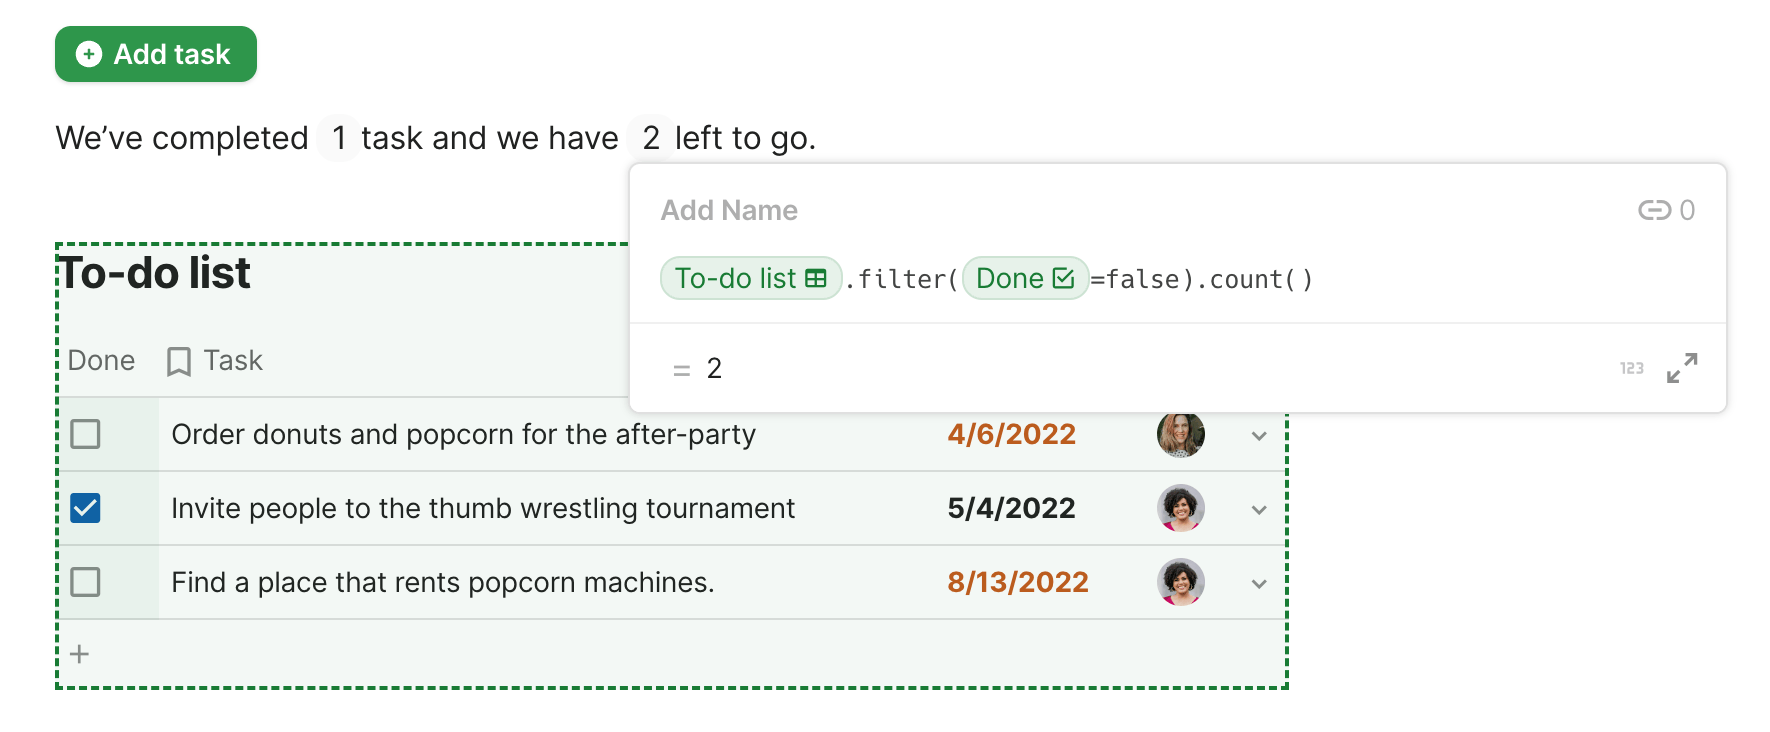 Add task
We’ve completed 1 task and we have 2 left to go.
Add Name 0
To-do list .filter( Done =false).count()
= 2 123
To-do list
Done Task
Order donuts and popcorn for the after-party 4/6/2022
Invite people to the thumb wrestling tournament 5/4/2022
Find a place that rents popcorn machines. 8/13/2022
+